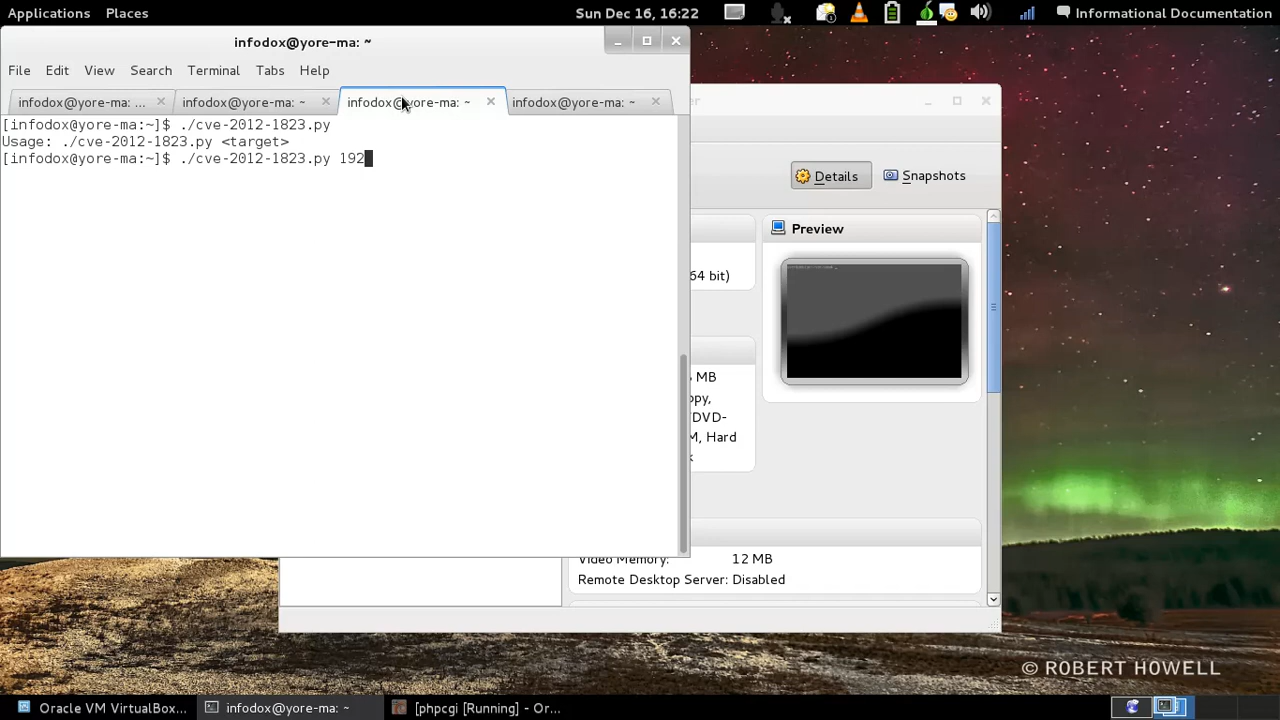 Applications Places Sun Dec 16, 16:22 Informational Documentation
infodox@yore-ma: ~
File Edit View Search Terminal Tabs Help
infodox@yore-ma: ... infodox@yore-ma: ~ infodox@yore-ma: ~ infodox@yore-ma: ~
[infodox@yore-ma:~]$ ./cve-2012-1823.py
Usage: ./cve-2012-1823.py <target>
[infodox@yore-ma:~]$ ./cve-2012-1823.py 192
Details Snapshots
Preview
64 bit)
MB
opy,
/DVD-
M, Hard
k
Video Memory: 12 MB
Remote Desktop Server: Disabled
© ROBERT HOWELL
Oracle VM VirtualBox... infodox@yore-ma: ~ [phpcgi [Running] - Or...